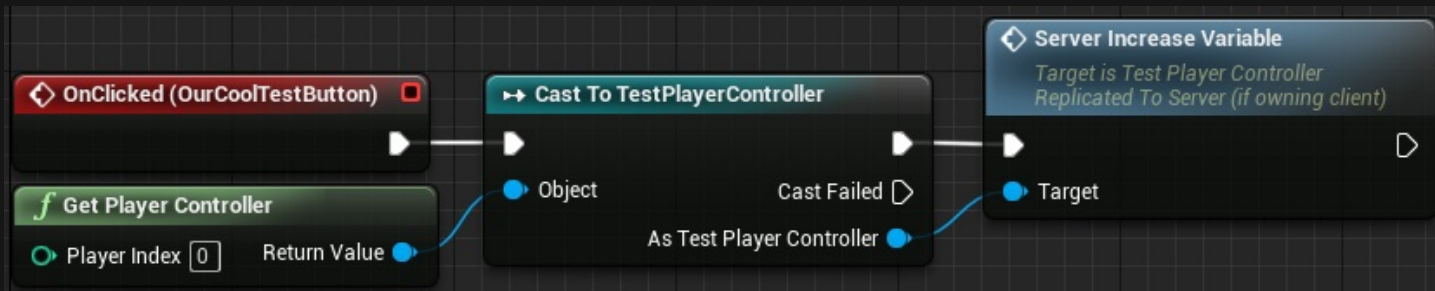 OnClicked (OurCoolTestButton)
Get Player Controller
Player Index 0 Return Value
Cast To TestPlayerController
Object Cast Failed
As Test Player Controller
Server Increase Variable
Target is Test Player Controller
Replicated To Server (if owning client)
Target